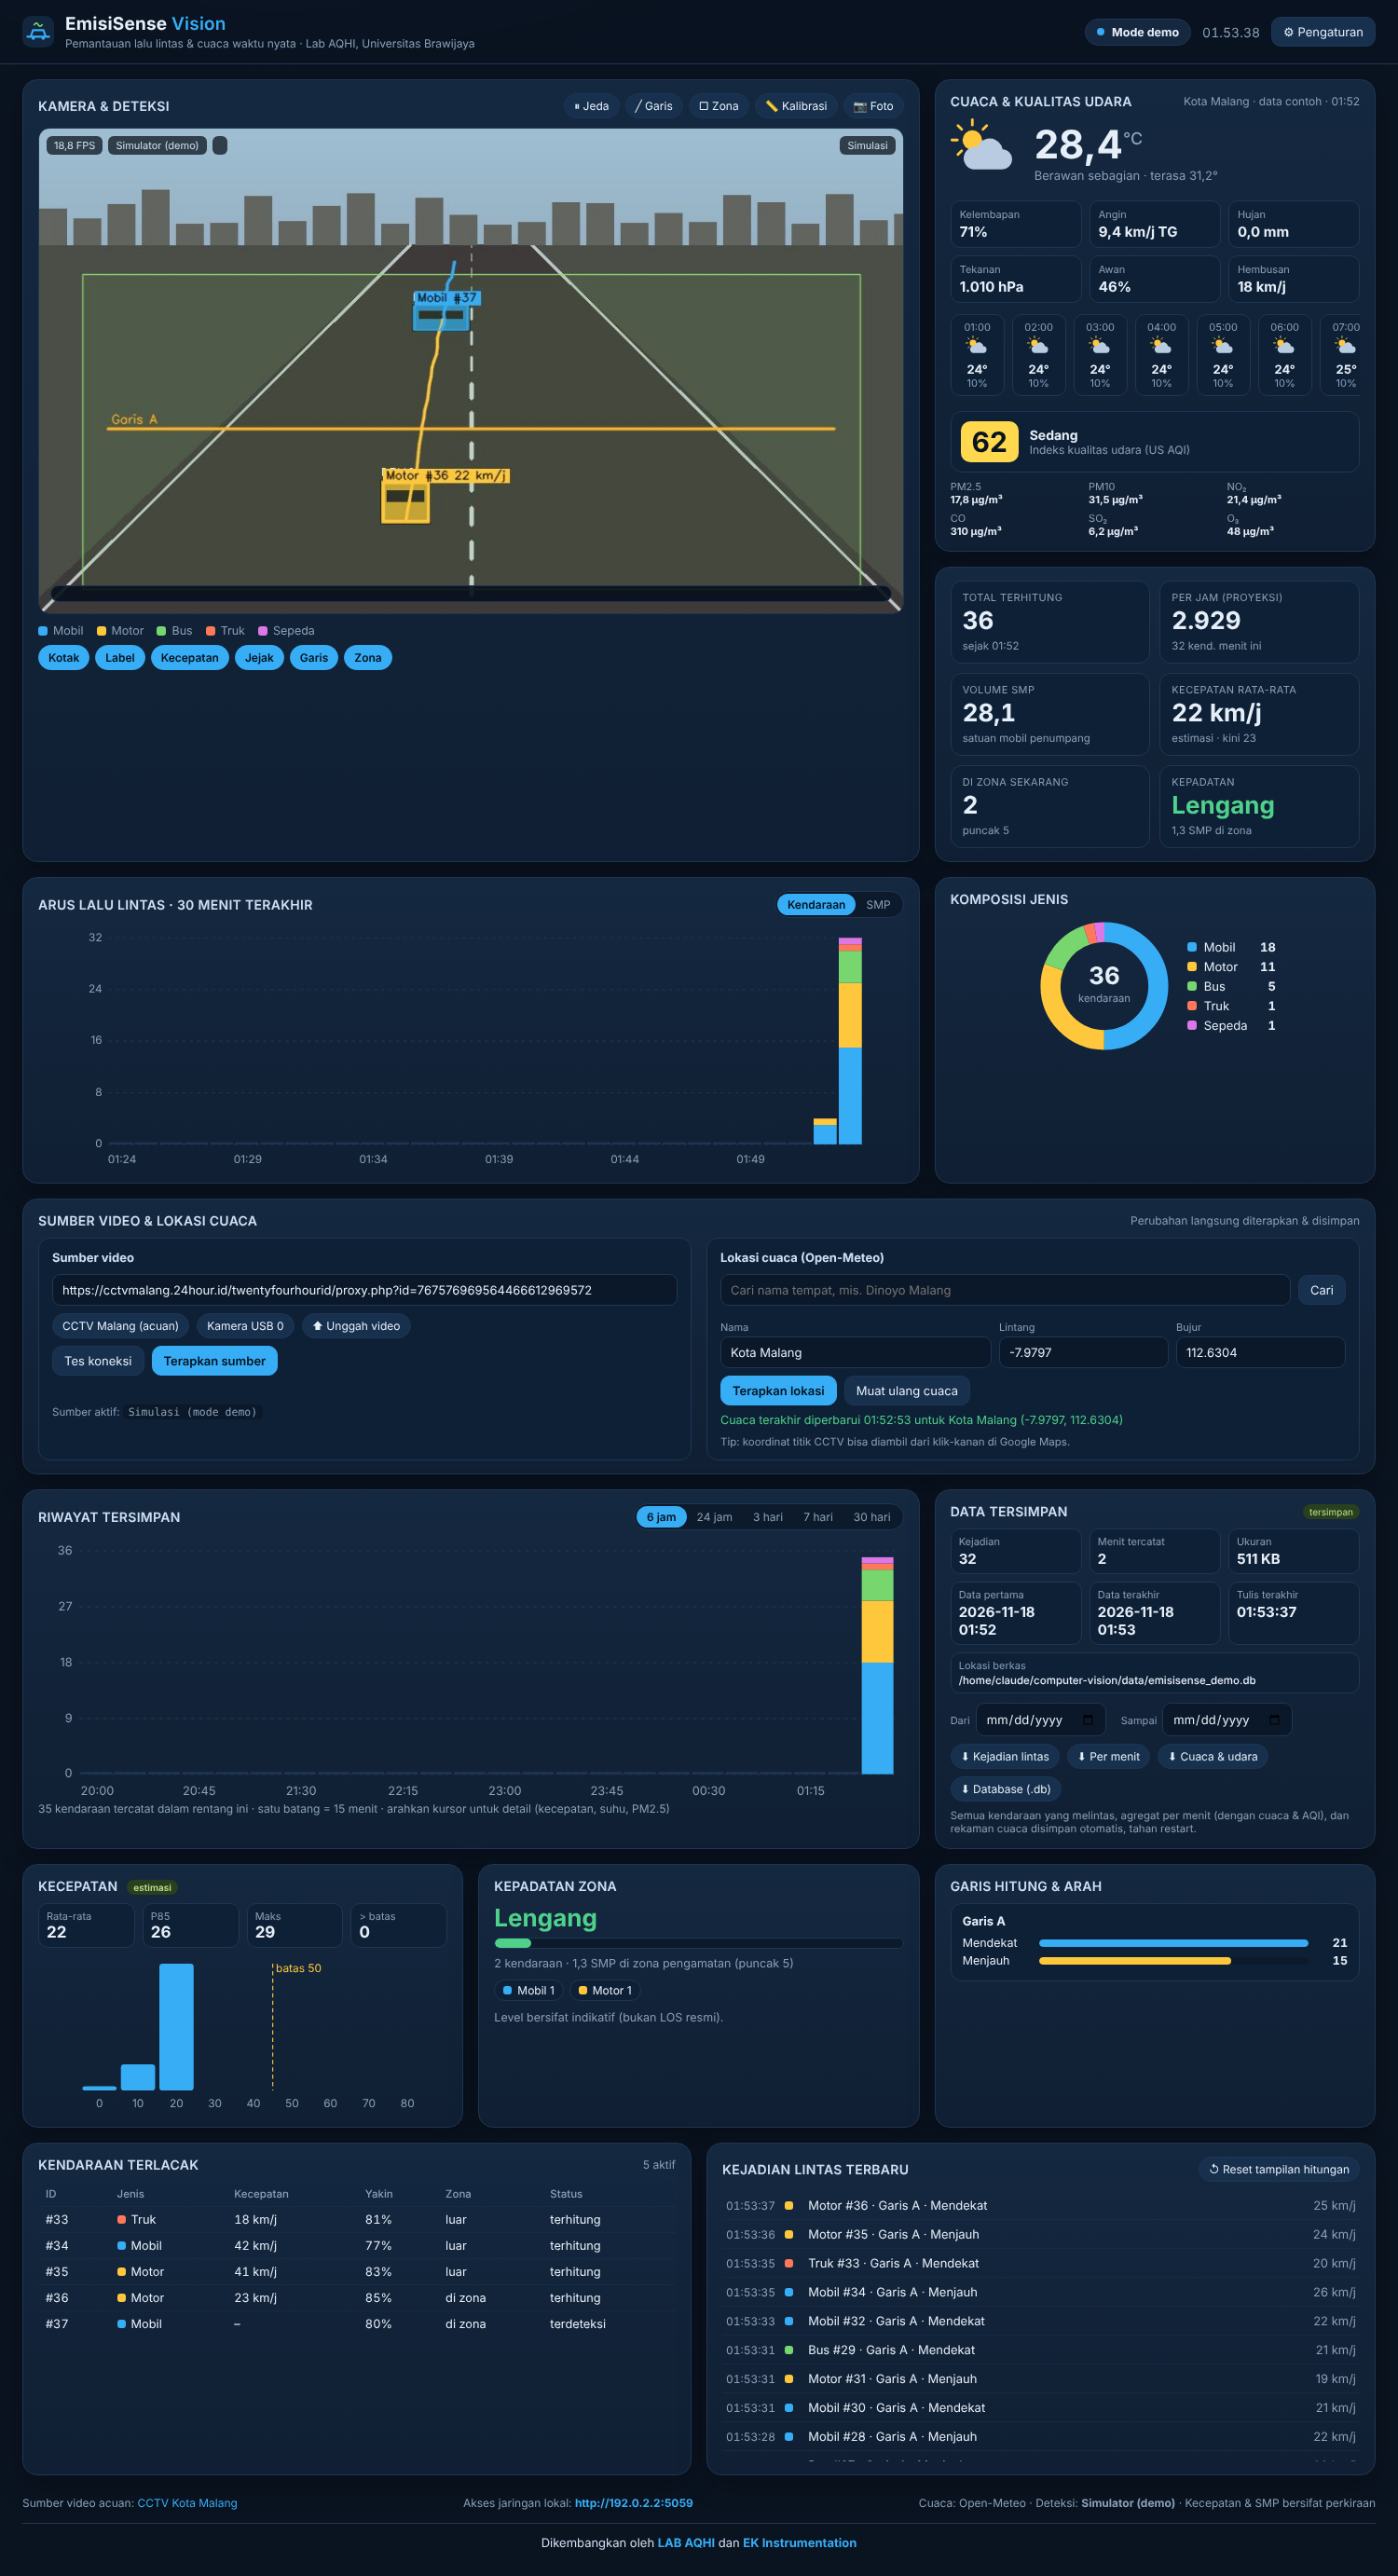 EmisiSense Vision
Pemantauan lalu lintas & cuaca waktu nyata · Lab AQHI, Universitas Brawijaya
Mode demo
01.53.38
⚙ Pengaturan
KAMERA & DETEKSI
⏸ Jeda
╱ Garis
☐ Zona
📏 Kalibrasi
📷 Foto
18,8 FPS
Simulator (demo)
Simulasi
Mobil #37
Garis A
Motor #36 22 km/j
Mobil
Motor
Bus
Truk
Sepeda
Kotak
Label
Kecepatan
Jejak
Garis
Zona
CUACA & KUALITAS UDARA
Kota Malang · data contoh · 01:52
28,4°C
Berawan sebagian · terasa 31,2°
Kelembapan
71%
Angin
9,4 km/j TG
Hujan
0,0 mm
Tekanan
1.010 hPa
Awan
46%
Hembusan
18 km/j
01:00 02:00 03:00 04:00 05:00 06:00 07:00
24° 24° 24° 24° 24° 24° 25°
10% 10% 10% 10% 10% 10% 10%
62
Sedang
Indeks kualitas udara (US AQI)
PM2.5
17,8 µg/m³
PM10
31,5 µg/m³
NO₂
21,4 µg/m³
CO
310 µg/m³
SO₂
6,2 µg/m³
O₃
48 µg/m³
TOTAL TERHITUNG
36
sejak 01:52
PER JAM (PROYEKSI)
2.929
32 kend. menit ini
VOLUME SMP
28,1
satuan mobil penumpang
KECEPATAN RATA-RATA
22 km/j
estimasi · kini 23
DI ZONA SEKARANG
2
puncak 5
KEPADATAN
Lengang
1,3 SMP di zona
ARUS LALU LINTAS · 30 MENIT TERAKHIR
Kendaraan
SMP
32
24
16
8
0
01:24 01:29 01:34 01:39 01:44 01:49
KOMPOSISI JENIS
36
kendaraan
Mobil 18
Motor 11
Bus 5
Truk 1
Sepeda 1
SUMBER VIDEO & LOKASI CUACA
Perubahan langsung diterapkan & disimpan
Sumber video
https://cctvmalang.24hour.id/twentyfourhourid/proxy.php?id=767576969564466612969572
CCTV Malang (acuan)
Kamera USB 0
⬆ Unggah video
Tes koneksi
Terapkan sumber
Sumber aktif: Simulasi (mode demo)
Lokasi cuaca (Open-Meteo)
Cari nama tempat, mis. Dinoyo Malang
Cari
Nama
Kota Malang
Lintang
-7.9797
Bujur
112.6304
Terapkan lokasi
Muat ulang cuaca
Cuaca terakhir diperbarui 01:52:53 untuk Kota Malang (-7.9797, 112.6304)
Tip: koordinat titik CCTV bisa diambil dari klik-kanan di Google Maps.
RIWAYAT TERSIMPAN
6 jam
24 jam
3 hari
7 hari
30 hari
36
27
18
9
0
20:00 20:45 21:30 22:15 23:00 23:45 00:30 01:15
35 kendaraan tercatat dalam rentang ini · satu batang = 15 menit · arahkan kursor untuk detail (kecepatan, suhu, PM2.5)
DATA TERSIMPAN
tersimpan
Kejadian
32
Menit tercatat
2
Ukuran
511 KB
Data pertama
2026-11-18
01:52
Data terakhir
2026-11-18
01:53
Tulis terakhir
01:53:37
Lokasi berkas
/home/claude/computer-vision/data/emisisense_demo.db
Dari
mm/dd/yyyy
Sampai
mm/dd/yyyy
⬇ Kejadian lintas
⬇ Per menit
⬇ Cuaca & udara
⬇ Database (.db)
Semua kendaraan yang melintas, agregat per menit (dengan cuaca & AQI), dan
rekaman cuaca disimpan otomatis, tahan restart.
KECEPATAN
estimasi
Rata-rata
22
P85
26
Maks
29
> batas
0
batas 50
0 10 20 30 40 50 60 70 80
KEPADATAN ZONA
Lengang
2 kendaraan · 1,3 SMP di zona pengamatan (puncak 5)
Mobil 1
Motor 1
Level bersifat indikatif (bukan LOS resmi).
GARIS HITUNG & ARAH
Garis A
Mendekat 21
Menjauh 15
KENDARAAN TERLACAK
5 aktif
ID Jenis Kecepatan Yakin Zona Status
#33 Truk 18 km/j 81% luar terhitung
#34 Mobil 42 km/j 77% luar terhitung
#35 Motor 41 km/j 83% luar terhitung
#36 Motor 23 km/j 85% di zona terhitung
#37 Mobil – 80% di zona terdeteksi
KEJADIAN LINTAS TERBARU
↺ Reset tampilan hitungan
01:53:37 Motor #36 · Garis A · Mendekat 25 km/j
01:53:36 Motor #35 · Garis A · Menjauh 24 km/j
01:53:35 Truk #33 · Garis A · Mendekat 20 km/j
01:53:35 Mobil #34 · Garis A · Menjauh 26 km/j
01:53:33 Mobil #32 · Garis A · Mendekat 22 km/j
01:53:31 Bus #29 · Garis A · Mendekat 21 km/j
01:53:31 Motor #31 · Garis A · Menjauh 19 km/j
01:53:31 Mobil #30 · Garis A · Mendekat 21 km/j
01:53:28 Mobil #28 · Garis A · Menjauh 22 km/j
Sumber video acuan: CCTV Kota Malang
Akses jaringan lokal: http://192.0.2.2:5059
Cuaca: Open-Meteo · Deteksi: Simulator (demo) · Kecepatan & SMP bersifat perkiraan
Dikembangkan oleh LAB AQHI dan EK Instrumentation